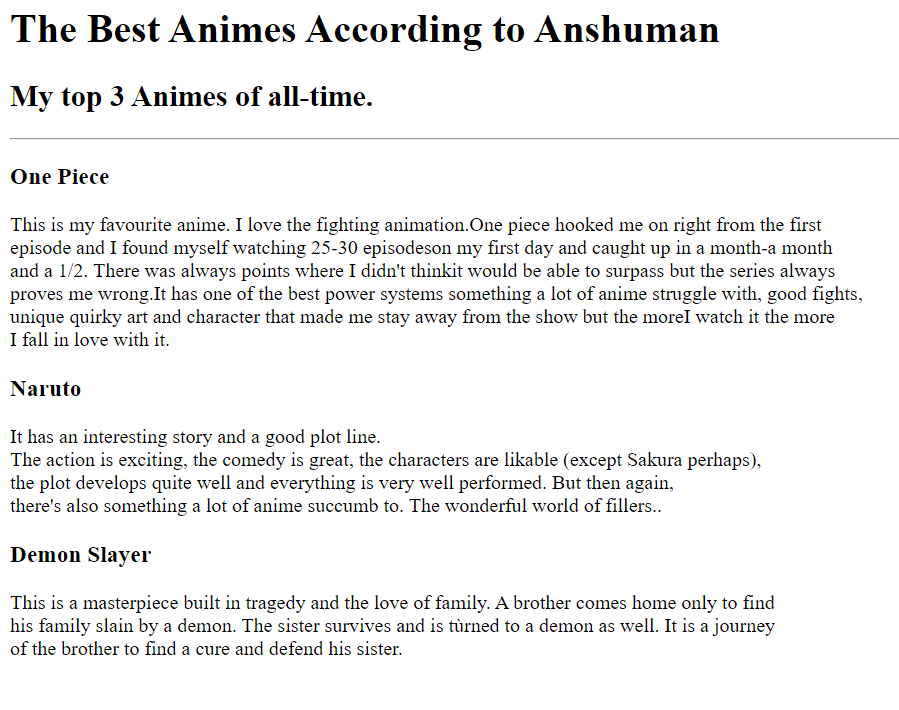 The Best Animes According to Anshuman
My top 3 Animes of all-time.
One Piece
This is my favourite anime. I love the fighting animation.One piece hooked me on right from the first
episode and I found myself watching 25-30 episodeson my first day and caught up in a month-a month
and a 1/2. There was always points where I didn't thinkit would be able to surpass but the series always
proves me wrong.It has one of the best power systems something a lot of anime struggle with, good fights,
unique quirky art and character that made me stay away from the show but the moreI watch it the more
I fall in love with it.
Naruto
It has an interesting story and a good plot line.
The action is exciting, the comedy is great, the characters are likable (except Sakura perhaps),
the plot develops quite well and everything is very well performed. But then again,
there's also something a lot of anime succumb to. The wonderful world of fillers..
Demon Slayer
This is a masterpiece built in tragedy and the love of family. A brother comes home only to find
his family slain by a demon. The sister survives and is tùrned to a demon as well. It is a journey
of the brother to find a cure and defend his sister.